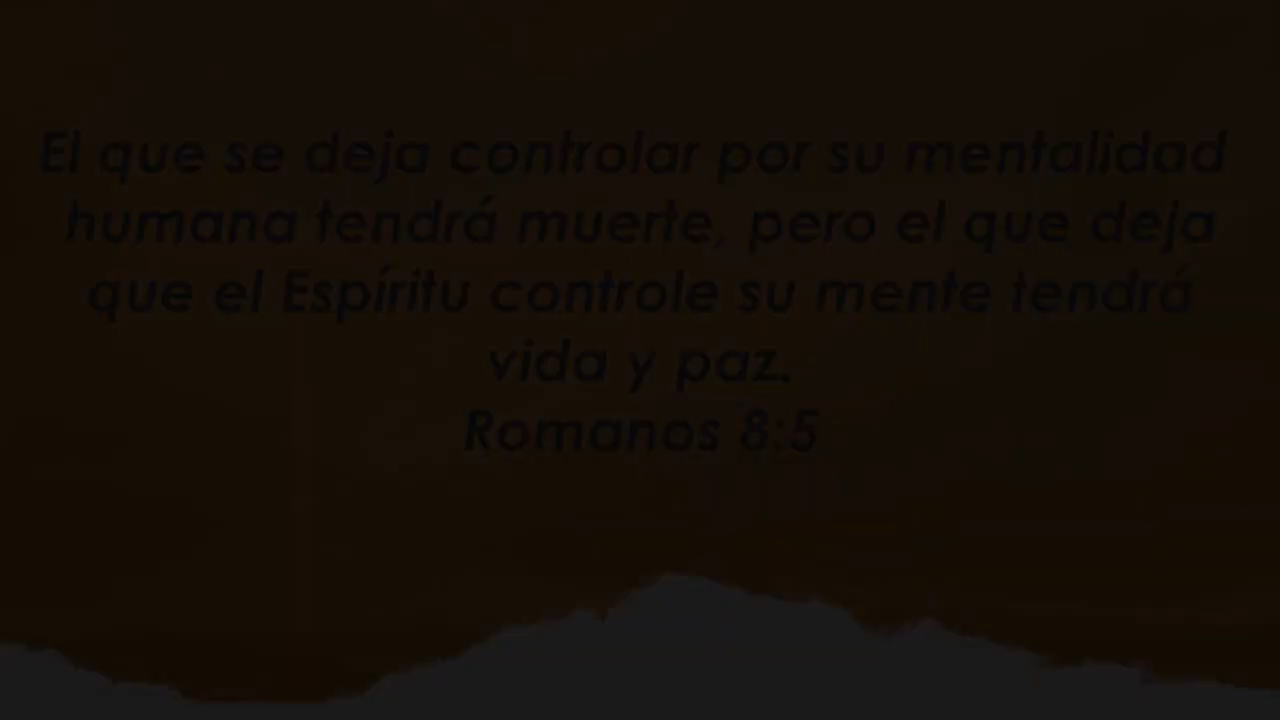 El que se deja controlar por su mentalidad
humana tendrá muerte, pero el que deja
que el Espíritu controle su mente tendrá
vida y paz.
Romanos 8:5